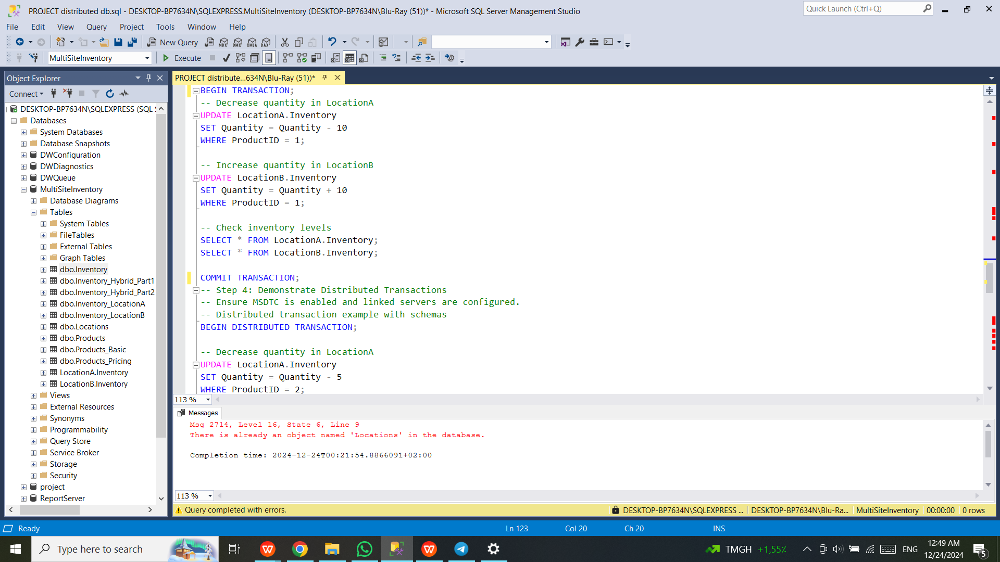 PROJECT distributed db.sql - DESKTOP-BP7634N\SQLEXPRESS.MultiSiteInventory (DESKTOP-BP7634N\Blu-Ray (51))* - Microsoft SQL Server Management Studio
Quick Launch (Ctrl+Q)
File Edit View Query Project Tools Window Help
New Query MDX DMX XMLA DAX
MultiSiteInventory Execute
Object Explorer
PROJECT distribute...634N\Blu-Ray (51))*
Connect
DESKTOP-BP7634N\SQLEXPRESS (SQL S
Databases
System Databases
Database Snapshots
DWConfiguration
DWDiagnostics
DWQueue
MultiSiteInventory
Database Diagrams
Tables
System Tables
FileTables
External Tables
Graph Tables
dbo.Inventory
dbo.Inventory_Hybrid_Part1
dbo.Inventory_Hybrid_Part2
dbo.Inventory_LocationA
dbo.Inventory_LocationB
dbo.Locations
dbo.Products
dbo.Products_Basic
dbo.Products_Pricing
LocationA.Inventory
LocationB.Inventory
Views
External Resources
Synonyms
Programmability
Query Store
Service Broker
Storage
Security
project
ReportServer
BEGIN TRANSACTION;
-- Decrease quantity in LocationA
UPDATE LocationA.Inventory
SET Quantity = Quantity - 10
WHERE ProductID = 1;
-- Increase quantity in LocationB
UPDATE LocationB.Inventory
SET Quantity = Quantity + 10
WHERE ProductID = 1;
-- Check inventory levels
SELECT * FROM LocationA.Inventory;
SELECT * FROM LocationB.Inventory;
COMMIT TRANSACTION;
-- Step 4: Demonstrate Distributed Transactions
-- Ensure MSDTC is enabled and linked servers are configured.
-- Distributed transaction example with schemas
BEGIN DISTRIBUTED TRANSACTION;
-- Decrease quantity in LocationA
UPDATE LocationA.Inventory
SET Quantity = Quantity - 5
WHERE ProductID = 2;
113 %
Messages
Msg 2714, Level 16, State 6, Line 9
There is already an object named 'Locations' in the database.
Completion time: 2024-12-24T00:21:54.8866091+02:00
113 %
Query completed with errors.
DESKTOP-BP7634N\SQLEXPRESS ... DESKTOP-BP7634N\Blu-Ra... MultiSiteInventory 00:00:00 0 rows
Ready Ln 123 Col 20 Ch 20 INS
Type here to search
TMGH +1,55%
ENG
12:49 AM
12/24/2024
5